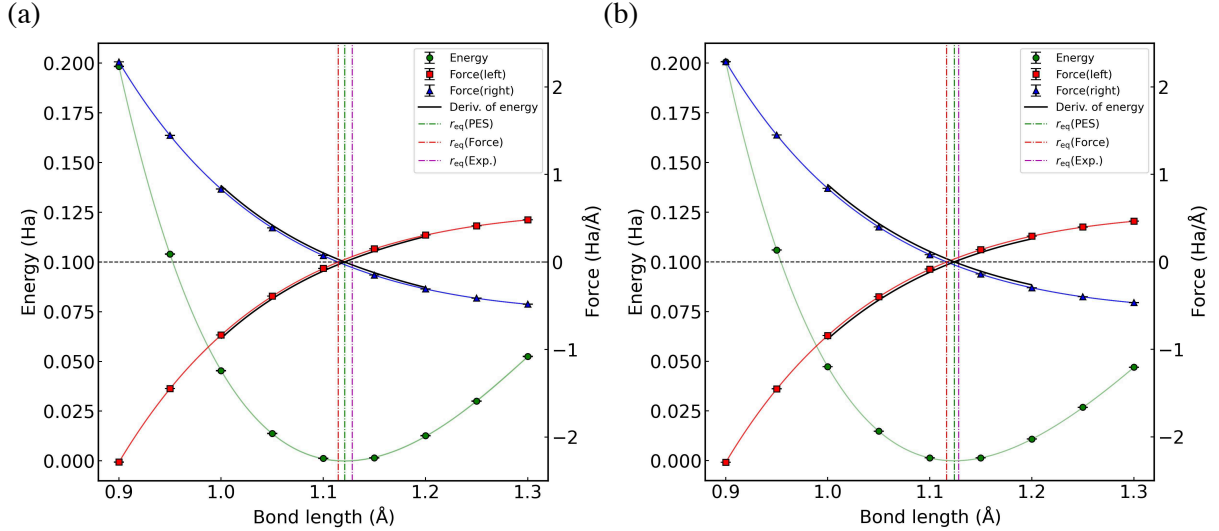 (a)
Energy
Force(left)
Force(right)
Deriv. of energy
r_eq(PES)
r_eq(Force)
r_eq(Exp.)
0.200
0.175
0.150
0.125
0.100
0.075
0.050
0.025
0.000
Energy (Ha)
2
1
0
−1
−2
Force (Ha/Å)
0.9 1.0 1.1 1.2 1.3
Bond length (Å)
(b)
Energy
Force(left)
Force(right)
Deriv. of energy
r_eq(PES)
r_eq(Force)
r_eq(Exp.)
0.200
0.175
0.150
0.125
0.100
0.075
0.050
0.025
0.000
Energy (Ha)
2
1
0
−1
−2
Force (Ha/Å)
0.9 1.0 1.1 1.2 1.3
Bond length (Å)